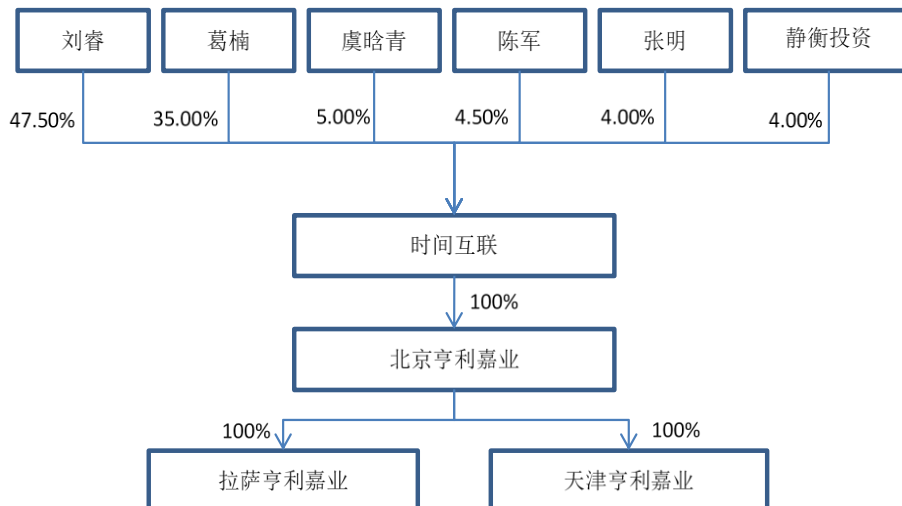 刘睿
葛楠
虞晗青
陈军
张明
静衡投资
47.50%
35.00%
5.00%
4.50%
4.00%
4.00%
时间互联
100%
北京亨利嘉业
100%
100%
拉萨亨利嘉业
天津亨利嘉业